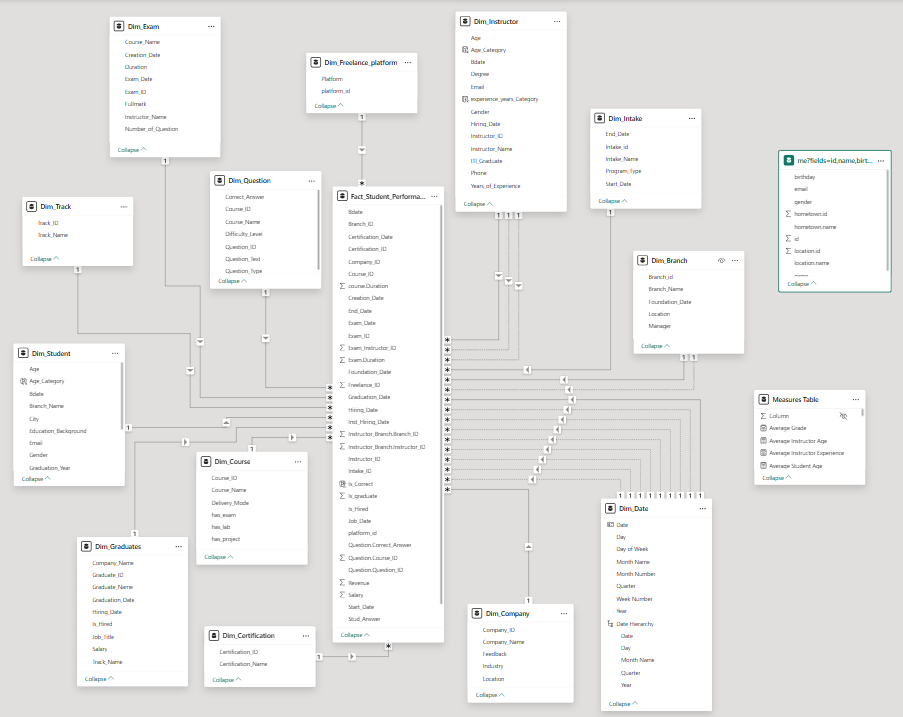 Dim_Exam
Course_Name
Creation_Date
Duration
Exam_Date
Exam_ID
Fullmark
Instructor_Name
Number_of_Question
Collapse
Dim_Freelance_platform
Platform
platform_id
Collapse
Dim_Instructor
Age
Age_Category
Bdate
Degree
Email
experience_years_Category
Gender
Hiring_Date
Instructor_ID
Instructor_Name
ITI_Graduate
Phone
Years_of_Experience
Collapse
Dim_Intake
End_Date
Intake_id
Intake_Name
Program_Type
Start_Date
Collapse
me?fields=id,name,birt...
birthday
email
gender
hometown.id
hometown.name
id
location.id
location.name
Collapse
Dim_Question
Correct_Answer
Course_ID
Course_Name
Difficulty_Level
Question_ID
Question_Text
Question_Type
Collapse
Dim_Track
Track_ID
Track_Name
Collapse
Fact_Student_Performa...
Bdate
Branch_ID
Certification_Date
Certification_ID
Company_ID
Course_ID
course.Duration
Creation_Date
End_Date
Exam_Date
Exam_ID
Exam_Instructor_ID
Exam.Duration
Foundation_Date
Freelance_ID
Graduation_Date
Hiring_Date
Inst_Hiring_Date
Instructor_Branch.Branch_ID
Instructor_Branch.Instructor_ID
Instructor_ID
Intake_ID
Is_Correct
Is_graduate
Is_Hired
Job_Date
platform_id
Question.Correct_Answer
Question.Course_ID
Question.Question_ID
Revenue
Salary
Start_Date
Stud_Answer
Collapse
Dim_Branch
Branch_id
Branch_Name
Foundation_Date
Location
Manager
Collapse
Dim_Student
Age
Age_Category
Bdate
Branch_Name
City
Education_Background
Email
Gender
Graduation_Year
Collapse
Measures Table
Column
Average Grade
Average Instructor Age
Average Instructor Experience
Average Student Age
Collapse
Dim_Course
Course_ID
Course_Name
Delivery_Mode
has_exam
has_lab
has_project
Collapse
Dim_Date
Date
Day
Day of Week
Month Name
Month Number
Quarter
Week Number
Year
Date Hierarchy
Date
Day
Month Name
Quarter
Year
Collapse
Dim_Graduates
Company_Name
Graduate_ID
Graduate_Name
Graduation_Date
Hiring_Date
Is_Hired
Job_Title
Salary
Track_Name
Collapse
Dim_Certification
Certification_ID
Certification_Name
Collapse
Dim_Company
Company_ID
Company_Name
Feedback
Industry
Location
Collapse